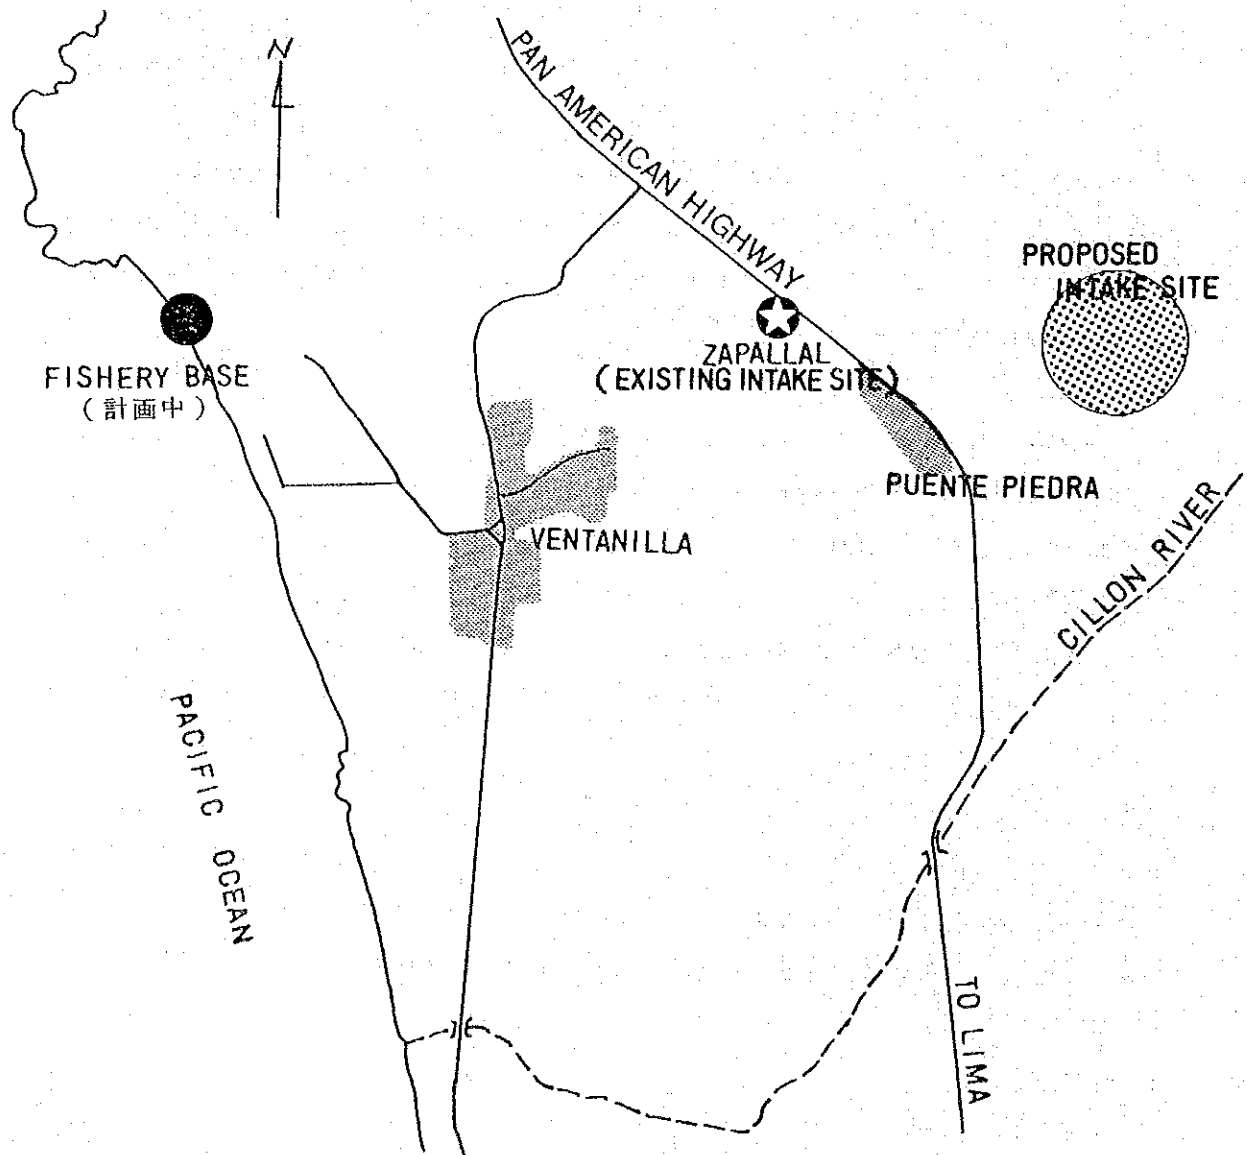 N
PAN AMERICAN HIGHWAY
PROPOSED
INTAKE SITE
ZAPALLAL
(EXISTING INTAKE SITE)
FISHERY BASE
(計画中)
PUENTE PIEDRA
VENTANILLA
CILLON RIVER
PACIFIC OCEAN
TO LIMA